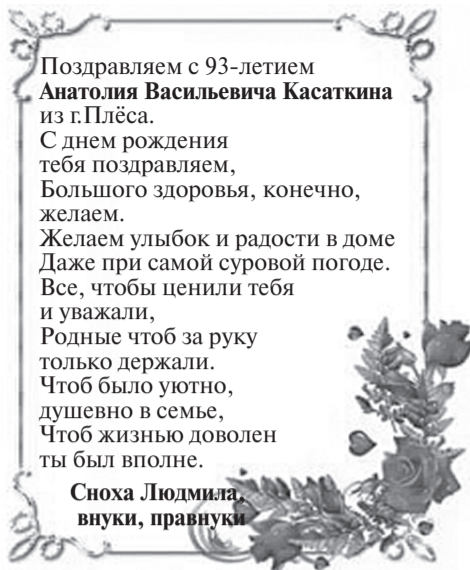 Поздравляем с 93-летием
Анатолия Васильевича Касаткина
из г.Плёса.
С днем рождения
тебя поздравляем,
Большого здоровья, конечно,
желаем.
Желаем улыбок и радости в доме
Даже при самой суровой погоде.
Все, чтобы ценили тебя
и уважали,
Родные чтоб за руку
только держали.
Чтоб было уютно,
душевно в семье,
Чтоб жизнью доволен
ты был вполне.
Сноха Людмила,
внуки, правнуки